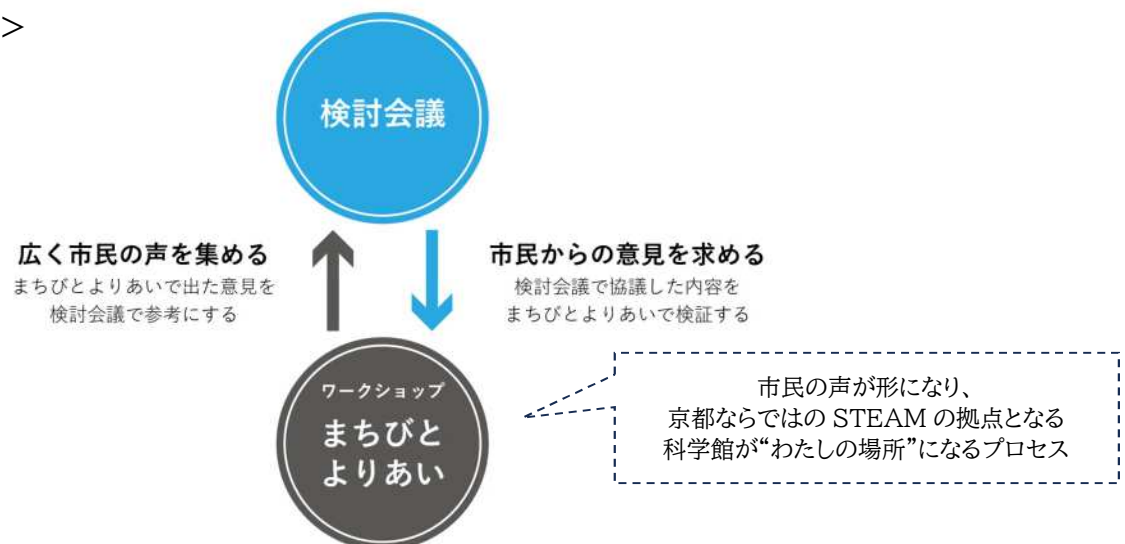 >
検討会議
広く市民の声を集める
まちびとよりあいで出た意見を
検討会議で参考にする
市民からの意見を求める
検討会議で協議した内容を
まちびとよりあいで検証する
ワークショップ
まちびと
よりあい
市民の声が形になり、
京都ならではの STEAM の拠点となる
科学館が“わたしの場所”になるプロセス